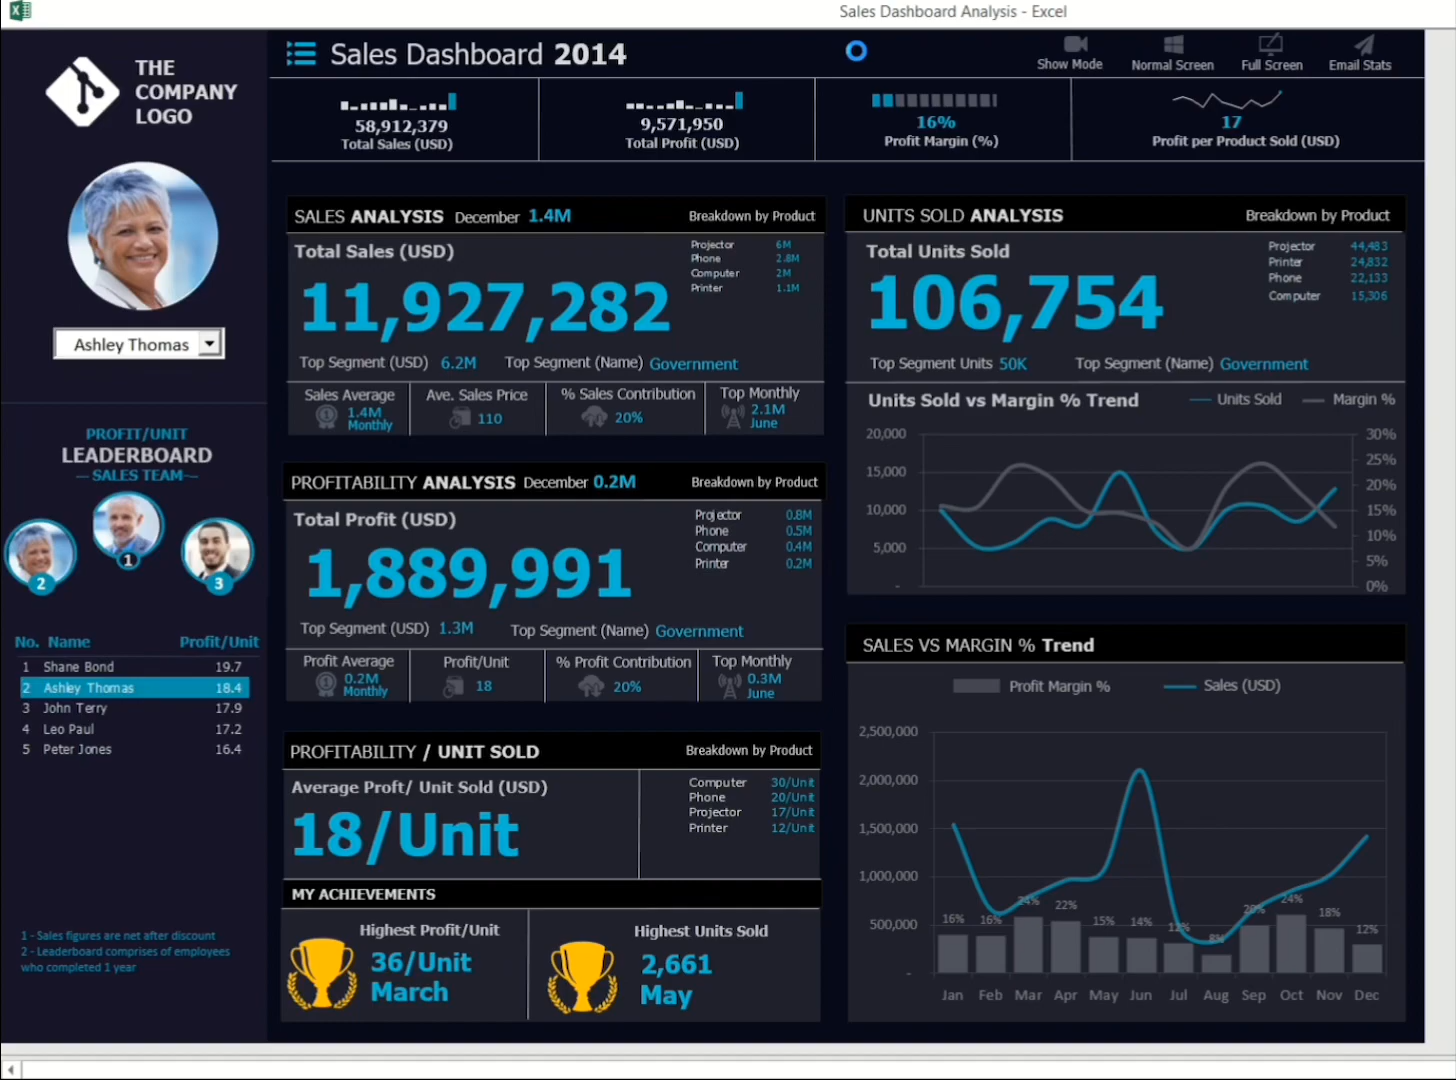 Sales Dashboard Analysis - Excel
THE
COMPANY
LOGO
Ashley Thomas
PROFIT/UNIT
LEADERBOARD
SALES TEAM
1
2
3
No. Name Profit/Unit
1 Shane Bond 19.7
2 Ashley Thomas 18.4
3 John Terry 17.9
4 Leo Paul 17.2
5 Peter Jones 16.4
1 - Sales figures are net after discount
2 - Leaderboard comprises of employees
who completed 1 year
Sales Dashboard 2014
Show Mode
Normal Screen
Full Screen
Email Stats
58,912,379
Total Sales (USD)
9,571,950
Total Profit (USD)
16%
Profit Margin (%)
17
Profit per Product Sold (USD)
SALES ANALYSIS December 1.4M Breakdown by Product
Total Sales (USD)
11,927,282
Projector 6M
Phone 2.8M
Computer 2M
Printer 1.1M
Top Segment (USD) 6.2M Top Segment (Name) Government
Sales Average
1.4M
Monthly
Ave. Sales Price
110
% Sales Contribution
20%
Top Monthly
2.1M
June
PROFITABILITY ANALYSIS December 0.2M Breakdown by Product
Total Profit (USD)
1,889,991
Projector 0.8M
Phone 0.5M
Computer 0.4M
Printer 0.2M
Top Segment (USD) 1.3M Top Segment (Name) Government
Profit Average
0.2M
Monthly
Profit/Unit
18
% Profit Contribution
20%
Top Monthly
0.3M
June
PROFITABILITY / UNIT SOLD Breakdown by Product
Average Proft/ Unit Sold (USD)
18/Unit
Computer 30/Unit
Phone 20/Unit
Projector 17/Unit
Printer 12/Unit
MY ACHIEVEMENTS
Highest Profit/Unit
36/Unit
March
Highest Units Sold
2,661
May
UNITS SOLD ANALYSIS Breakdown by Product
Total Units Sold
106,754
Projector 44,483
Printer 24,832
Phone 22,133
Computer 15,306
Top Segment Units 50K Top Segment (Name) Government
Units Sold vs Margin % Trend Units Sold Margin %
20,000 30%
25%
15,000 20%
10,000 15%
10%
5,000 5%
- 0%
SALES VS MARGIN % Trend
Profit Margin % Sales (USD)
2,500,000
2,000,000
1,500,000
1,000,000
500,000
-
16% 16% 24% 22% 15% 14% 12% 8% 20% 24% 18% 12%
Jan Feb Mar Apr May Jun Jul Aug Sep Oct Nov Dec